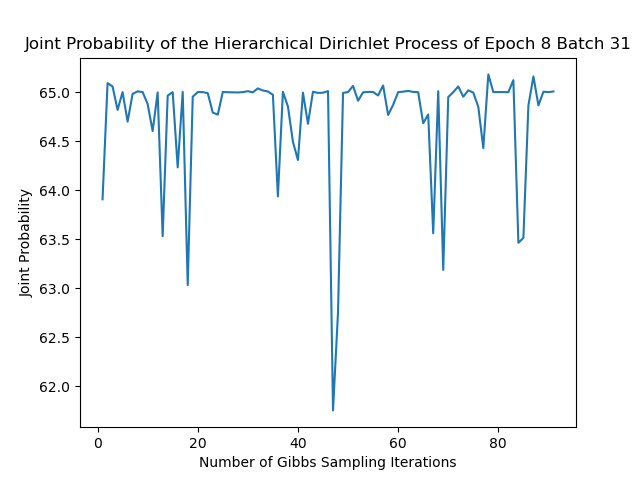 Joint Probability of the Hierarchical Dirichlet Process of Epoch 8 Batch 31
65.0
64.5
64.0
63.5
63.0
62.5
62.0
Joint Probability
0 20 40 60 80
Number of Gibbs Sampling Iterations